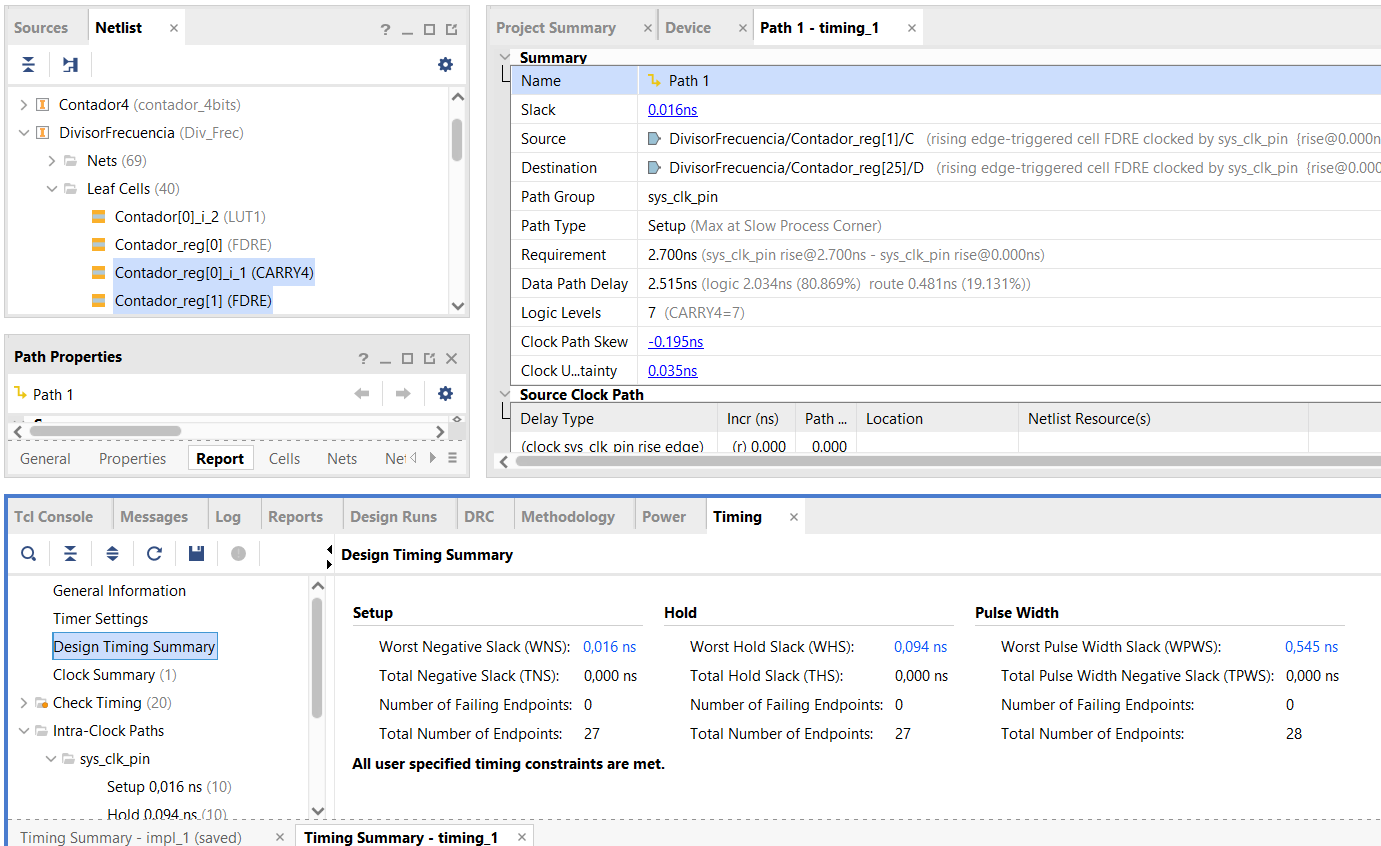 Sources
Netlist
Contador4 (contador_4bits)
DivisorFrecuencia (Div_Frec)
Nets (69)
Leaf Cells (40)
Contador[0]_i_2 (LUT1)
Contador_reg[0] (FDRE)
Contador_reg[0]_i_1 (CARRY4)
Contador_reg[1] (FDRE)
Path Properties
Path 1
General Properties Report Cells Nets Net
Project Summary
Device
Path 1 - timing_1
Summary
Name Path 1
Slack 0.016ns
Source DivisorFrecuencia/Contador_reg[1]/C (rising edge-triggered cell FDRE clocked by sys_clk_pin {rise@0.000n
Destination DivisorFrecuencia/Contador_reg[25]/D (rising edge-triggered cell FDRE clocked by sys_clk_pin {rise@0.000
Path Group sys_clk_pin
Path Type Setup (Max at Slow Process Corner)
Requirement 2.700ns (sys_clk_pin rise@2.700ns - sys_clk_pin rise@0.000ns)
Data Path Delay 2.515ns (logic 2.034ns (80.869%) route 0.481ns (19.131%))
Logic Levels 7 (CARRY4=7)
Clock Path Skew -0.195ns
Clock U...tainty 0.035ns
Source Clock Path
Delay Type Incr (ns) Path ... Location Netlist Resource(s)
(clock sys_clk_pin rise edge) (r) 0.000 0.000
Tcl Console Messages Log Reports Design Runs DRC Methodology Power Timing
General Information
Timer Settings
Design Timing Summary
Clock Summary (1)
Check Timing (20)
Intra-Clock Paths
sys_clk_pin
Setup 0,016 ns (10)
Hold 0,094 ns (10)
Design Timing Summary
Setup Hold Pulse Width
Worst Negative Slack (WNS): 0,016 ns Worst Hold Slack (WHS): 0,094 ns Worst Pulse Width Slack (WPWS): 0,545 ns
Total Negative Slack (TNS): 0,000 ns Total Hold Slack (THS): 0,000 ns Total Pulse Width Negative Slack (TPWS): 0,000 ns
Number of Failing Endpoints: 0 Number of Failing Endpoints: 0 Number of Failing Endpoints: 0
Total Number of Endpoints: 27 Total Number of Endpoints: 27 Total Number of Endpoints: 28
All user specified timing constraints are met.
Timing Summary - impl_1 (saved)
Timing Summary - timing_1